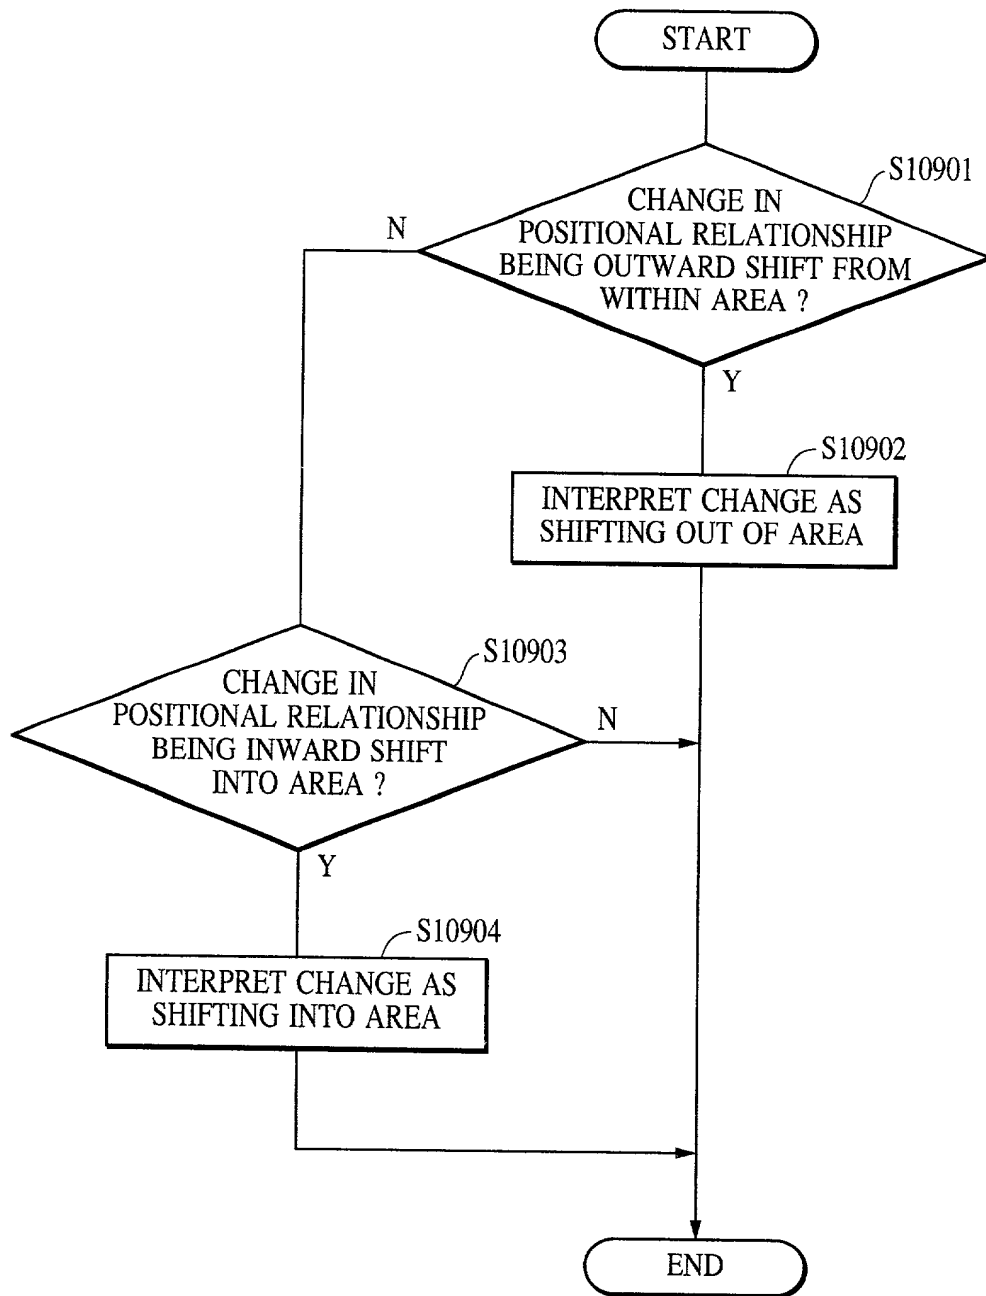 START
S10901
CHANGE IN
POSITIONAL RELATIONSHIP
BEING OUTWARD SHIFT FROM
WITHIN AREA ?
N
Y
S10902
INTERPRET CHANGE AS
SHIFTING OUT OF AREA
S10903
CHANGE IN
POSITIONAL RELATIONSHIP
BEING INWARD SHIFT
INTO AREA ?
N
Y
S10904
INTERPRET CHANGE AS
SHIFTING INTO AREA
END